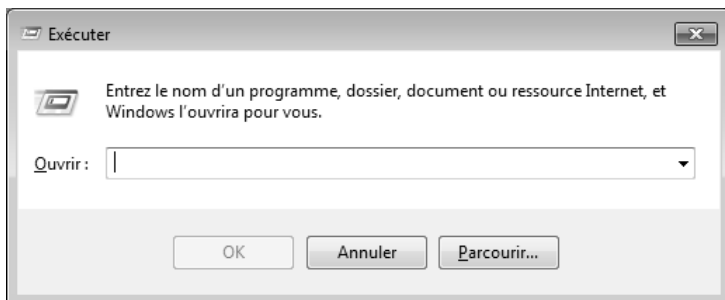 Exécuter
Entrez le nom d'un programme, dossier, document ou ressource Internet, et
Windows l'ouvrira pour vous.
Ouvrir :
OK
Annuler
Parcourir...